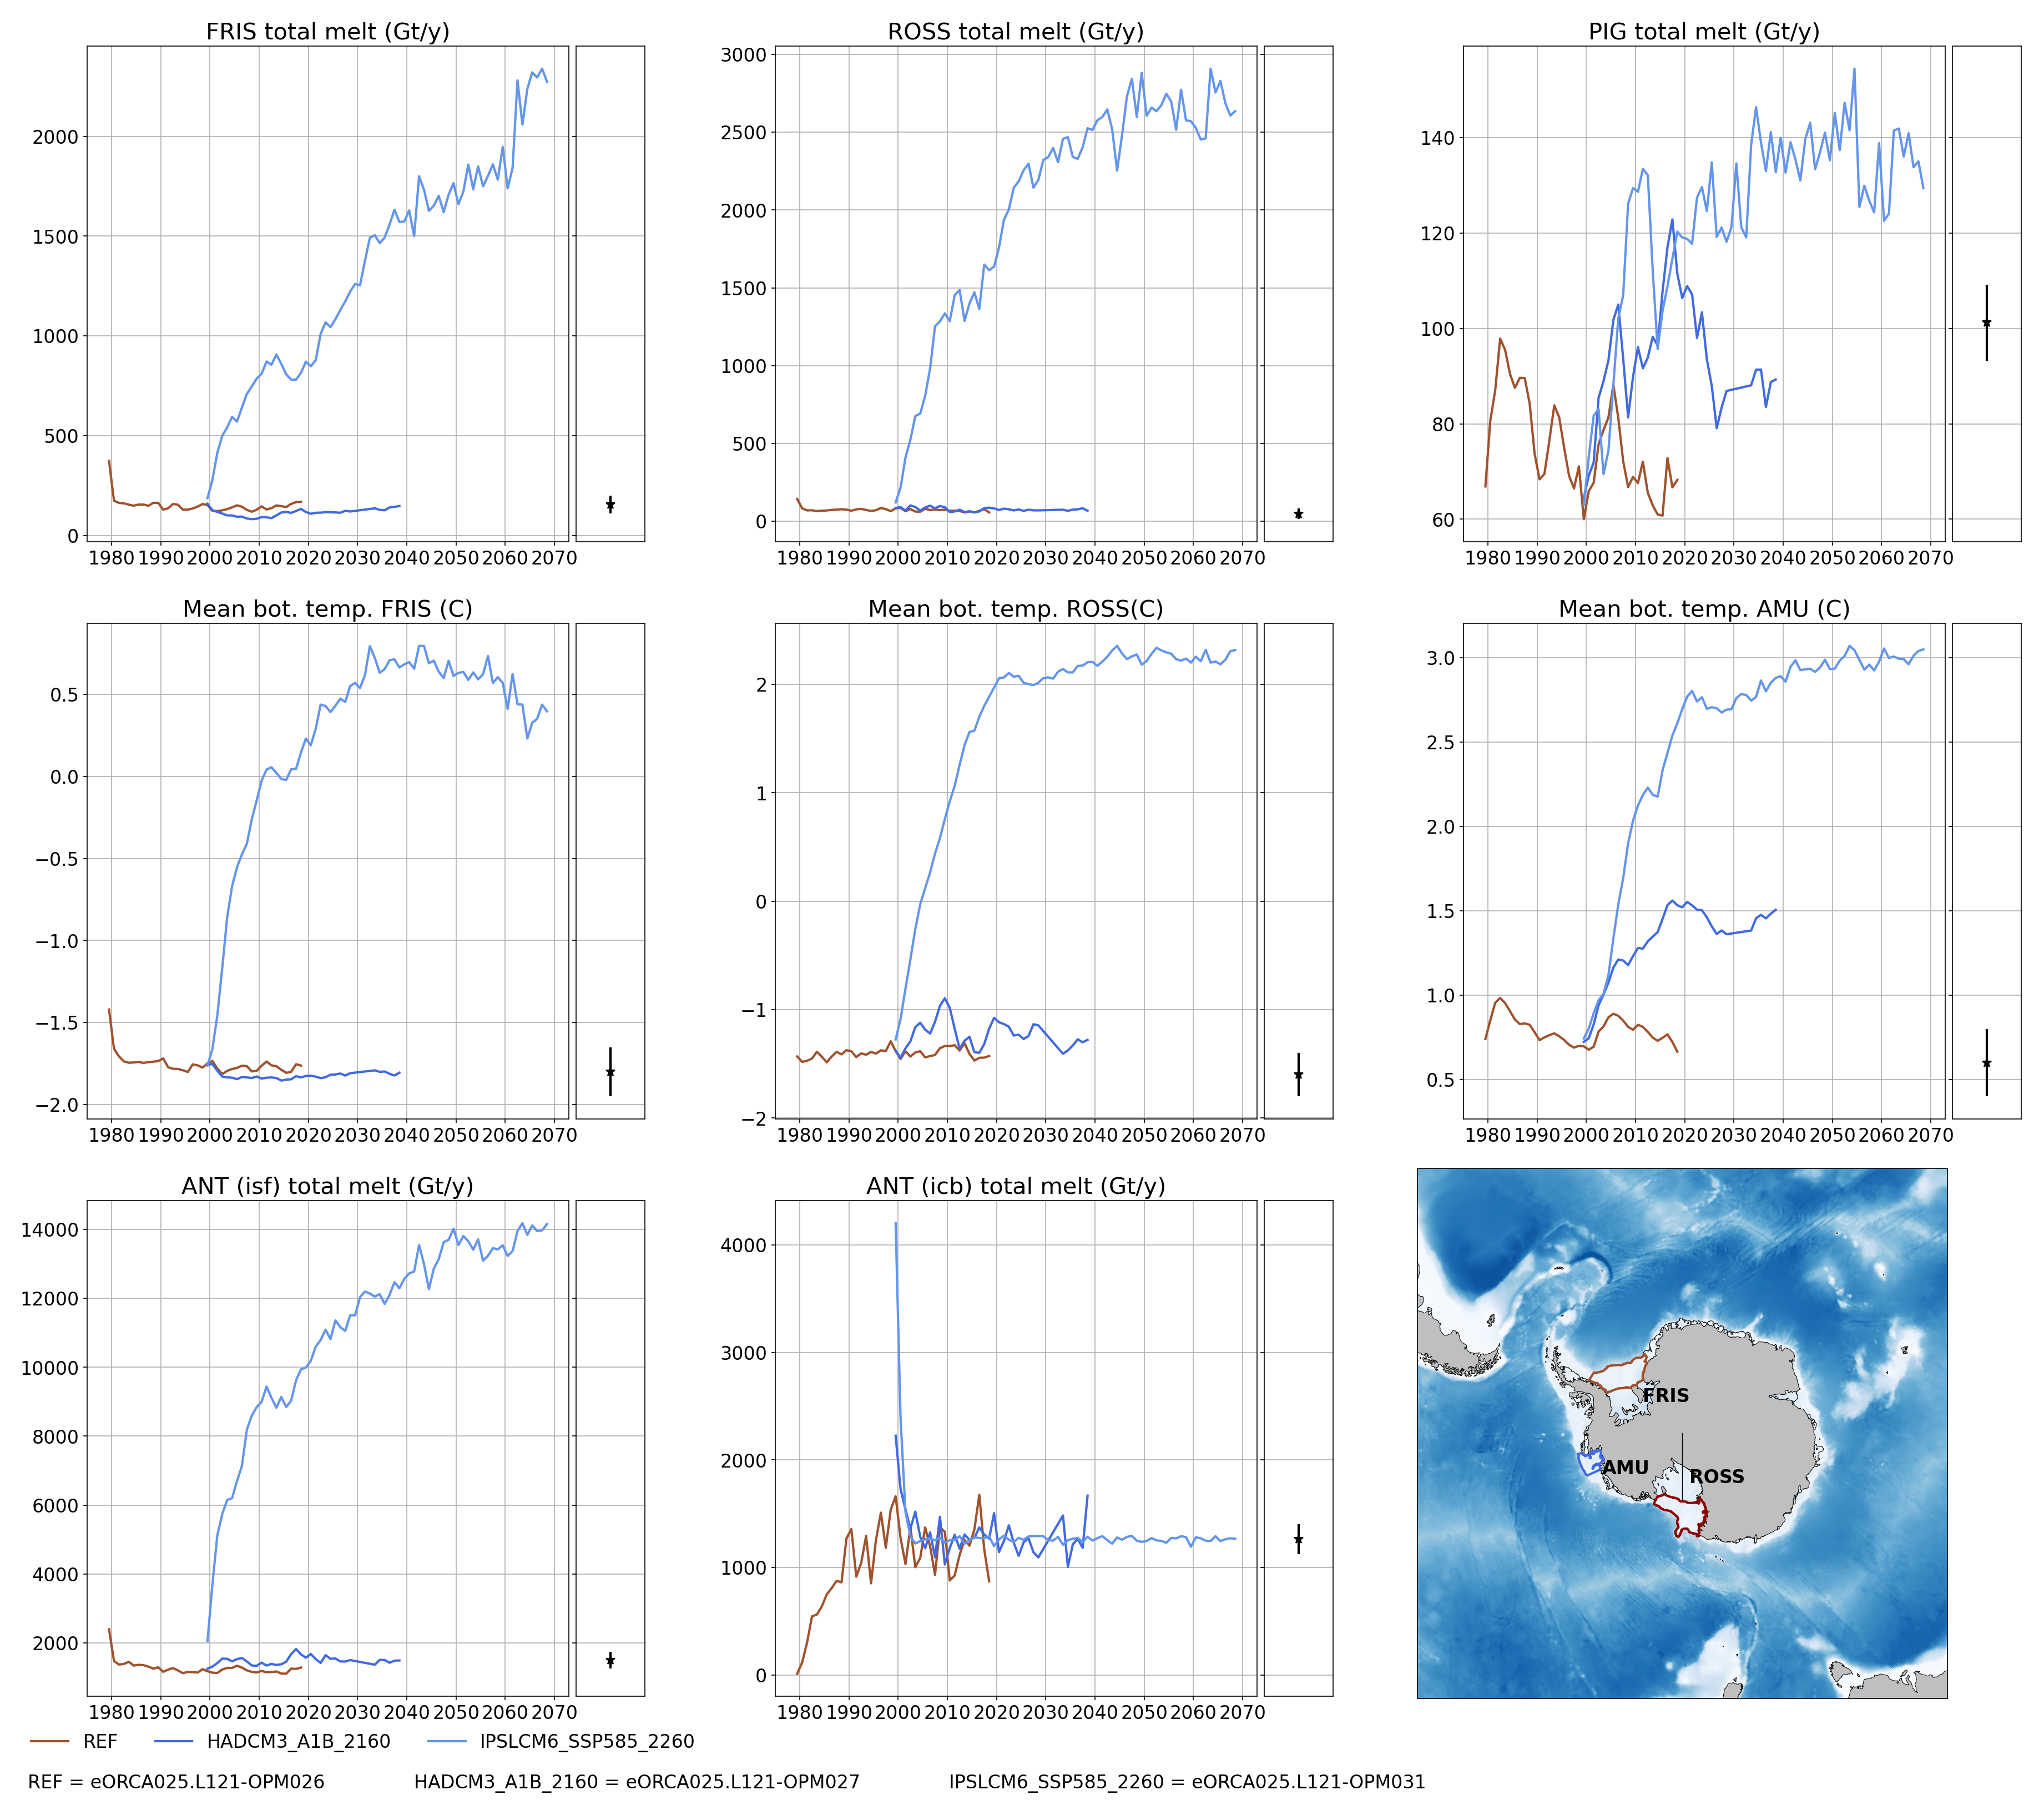 FRIS total melt (Gt/y)
ROSS total melt (Gt/y)
PIG total melt (Gt/y)
2000
1500
1000
500
0
1980 1990 2000 2010 2020 2030 2040 2050 2060 2070
3000
2500
2000
1500
1000
500
0
1980 1990 2000 2010 2020 2030 2040 2050 2060 2070
140
120
100
80
60
1980 1990 2000 2010 2020 2030 2040 2050 2060 2070
Mean bot. temp. FRIS (C)
Mean bot. temp. ROSS(C)
Mean bot. temp. AMU (C)
0.5
0.0
−0.5
−1.0
−1.5
−2.0
1980 1990 2000 2010 2020 2030 2040 2050 2060 2070
2
1
0
−1
−2
1980 1990 2000 2010 2020 2030 2040 2050 2060 2070
3.0
2.5
2.0
1.5
1.0
0.5
1980 1990 2000 2010 2020 2030 2040 2050 2060 2070
ANT (isf) total melt (Gt/y)
ANT (icb) total melt (Gt/y)
14000
12000
10000
8000
6000
4000
2000
1980 1990 2000 2010 2020 2030 2040 2050 2060 2070
4000
3000
2000
1000
0
1980 1990 2000 2010 2020 2030 2040 2050 2060 2070
FRIS
AMU
ROSS
REF HADCM3_A1B_2160 IPSLCM6_SSP585_2260
REF = eORCA025.L121-OPM026 HADCM3_A1B_2160 = eORCA025.L121-OPM027 IPSLCM6_SSP585_2260 = eORCA025.L121-OPM031